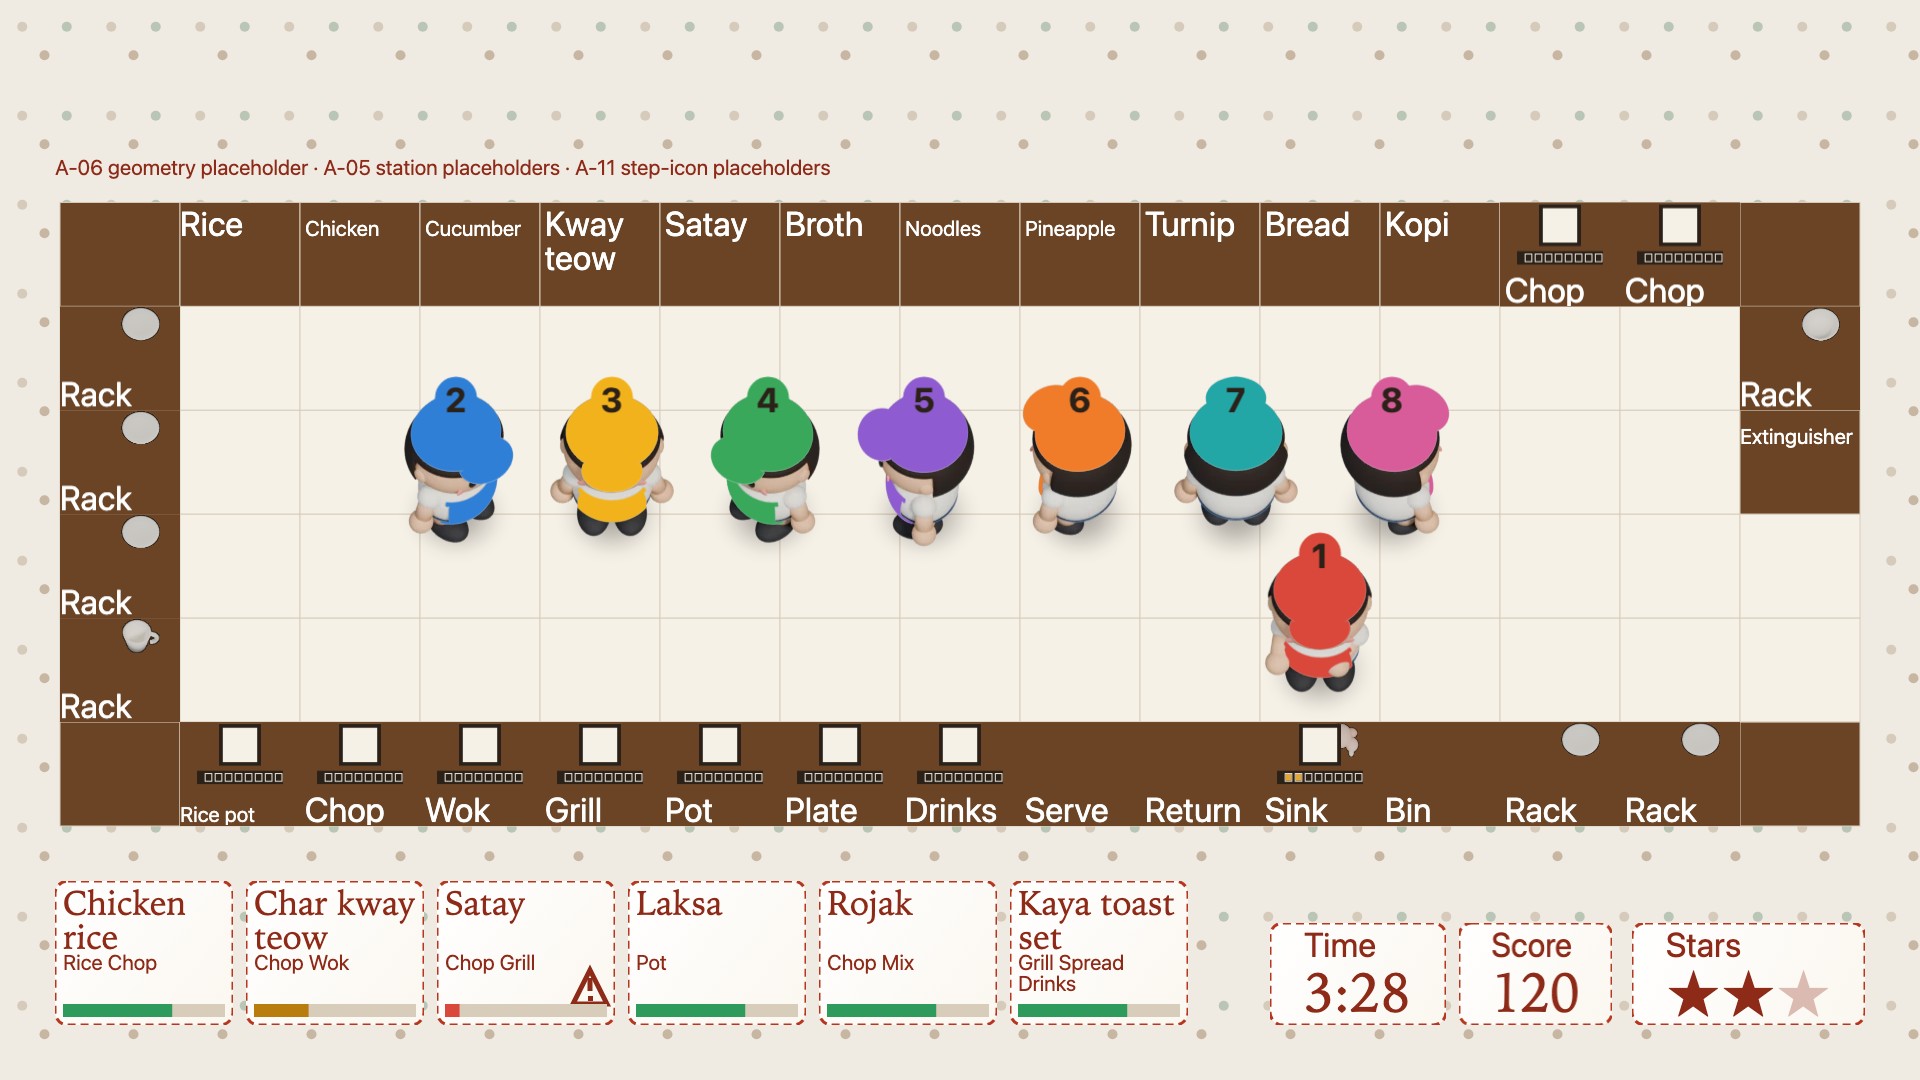 A-06 geometry placeholder · A-05 station placeholders · A-11 step-icon placeholders
Rice
Chicken
Cucumber
Kway
teow
Satay
Broth
Noodles
Pineapple
Turnip
Bread
Kopi
Chop
Chop
Rack
Rack
Extinguisher
Rack
Rack
Rack
2
3
4
5
6
7
8
1
Rice pot
Chop
Wok
Grill
Pot
Plate
Drinks
Serve
Return
Sink
Bin
Rack
Rack
Chicken
rice
Rice Chop
Char kway
teow
Chop Wok
Satay
Chop Grill
Laksa
Pot
Rojak
Chop Mix
Kaya toast
set
Grill Spread
Drinks
Time
3:28
Score
120
Stars